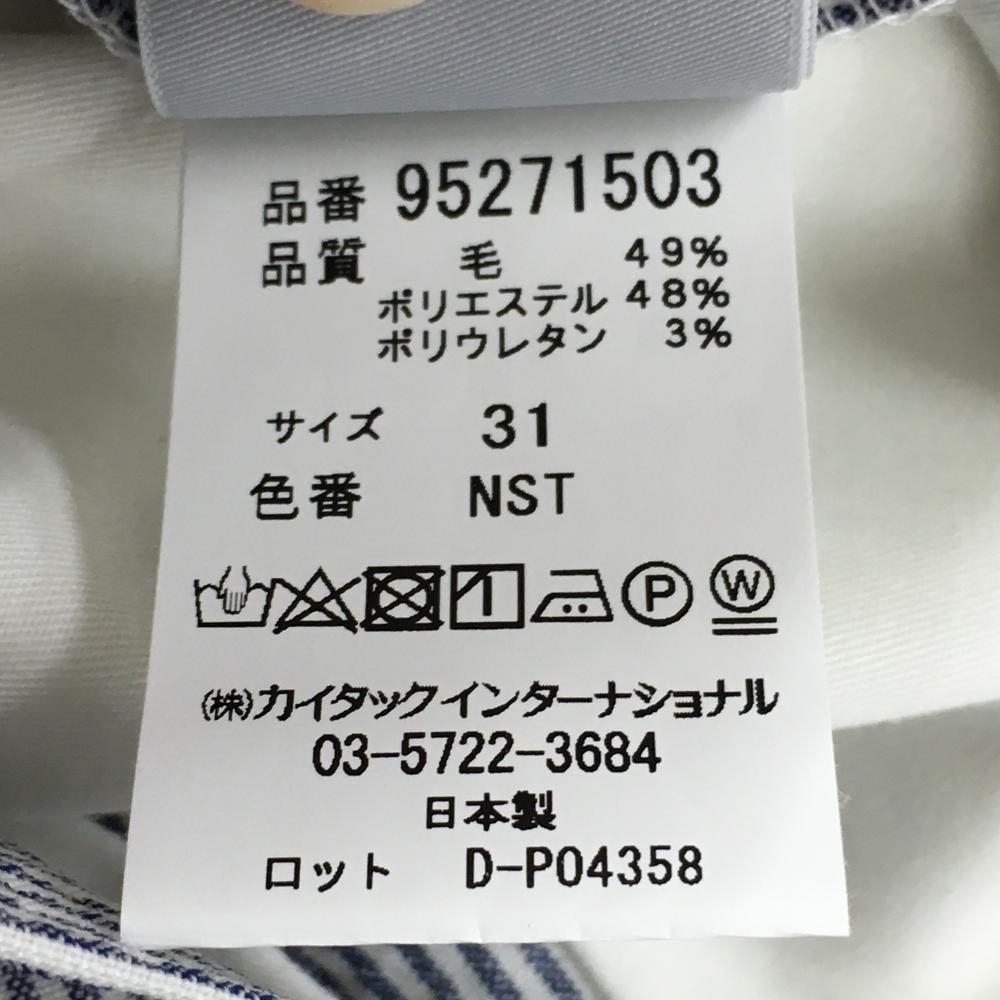 品番 95271503
品質 毛 49%
ポリエステル 48%
ポリウレタン 3%
サイズ 31
色番 NST
P W
(株)カイタックインターナショナル
03-5722-3684
日本製
ロット D-P04358